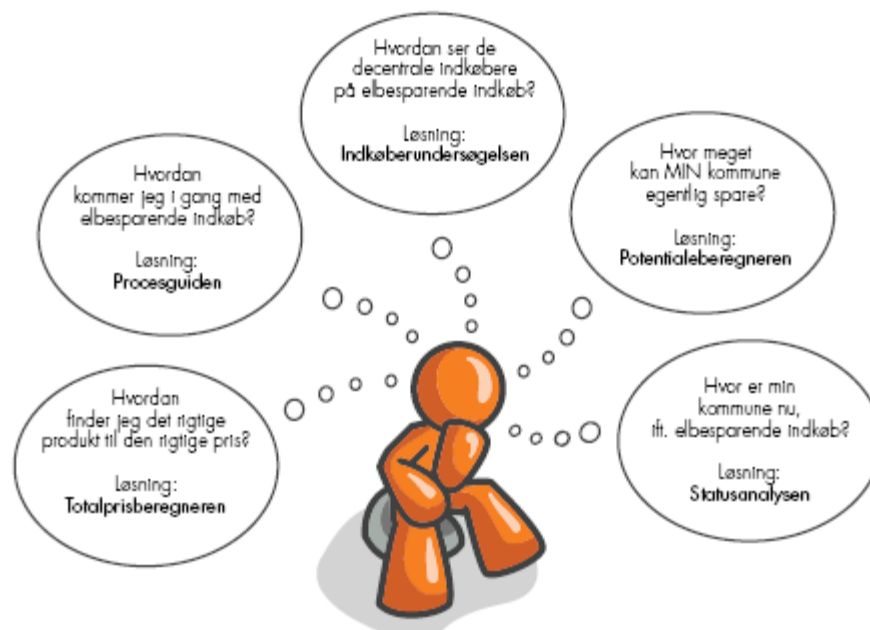 Hvordan ser de
decentrale indkøbere
på elbesparende indkøb?
Løsning:
Indkøberundersøgelsen
Hvordan
kommer jeg i gang med
elbesparende indkøb?
Løsning:
Procesguiden
Hvor meget
kan MIN kommune
egentlig spare?
Løsning:
Potentialeberegneren
Hvordan
finder jeg det rigtige
produkt til den rigtige pris?
Løsning:
Totalprisberegneren
Hvor er min
kommune nu,
ift. elbesparende indkøb?
Løsning:
Statusanalysen